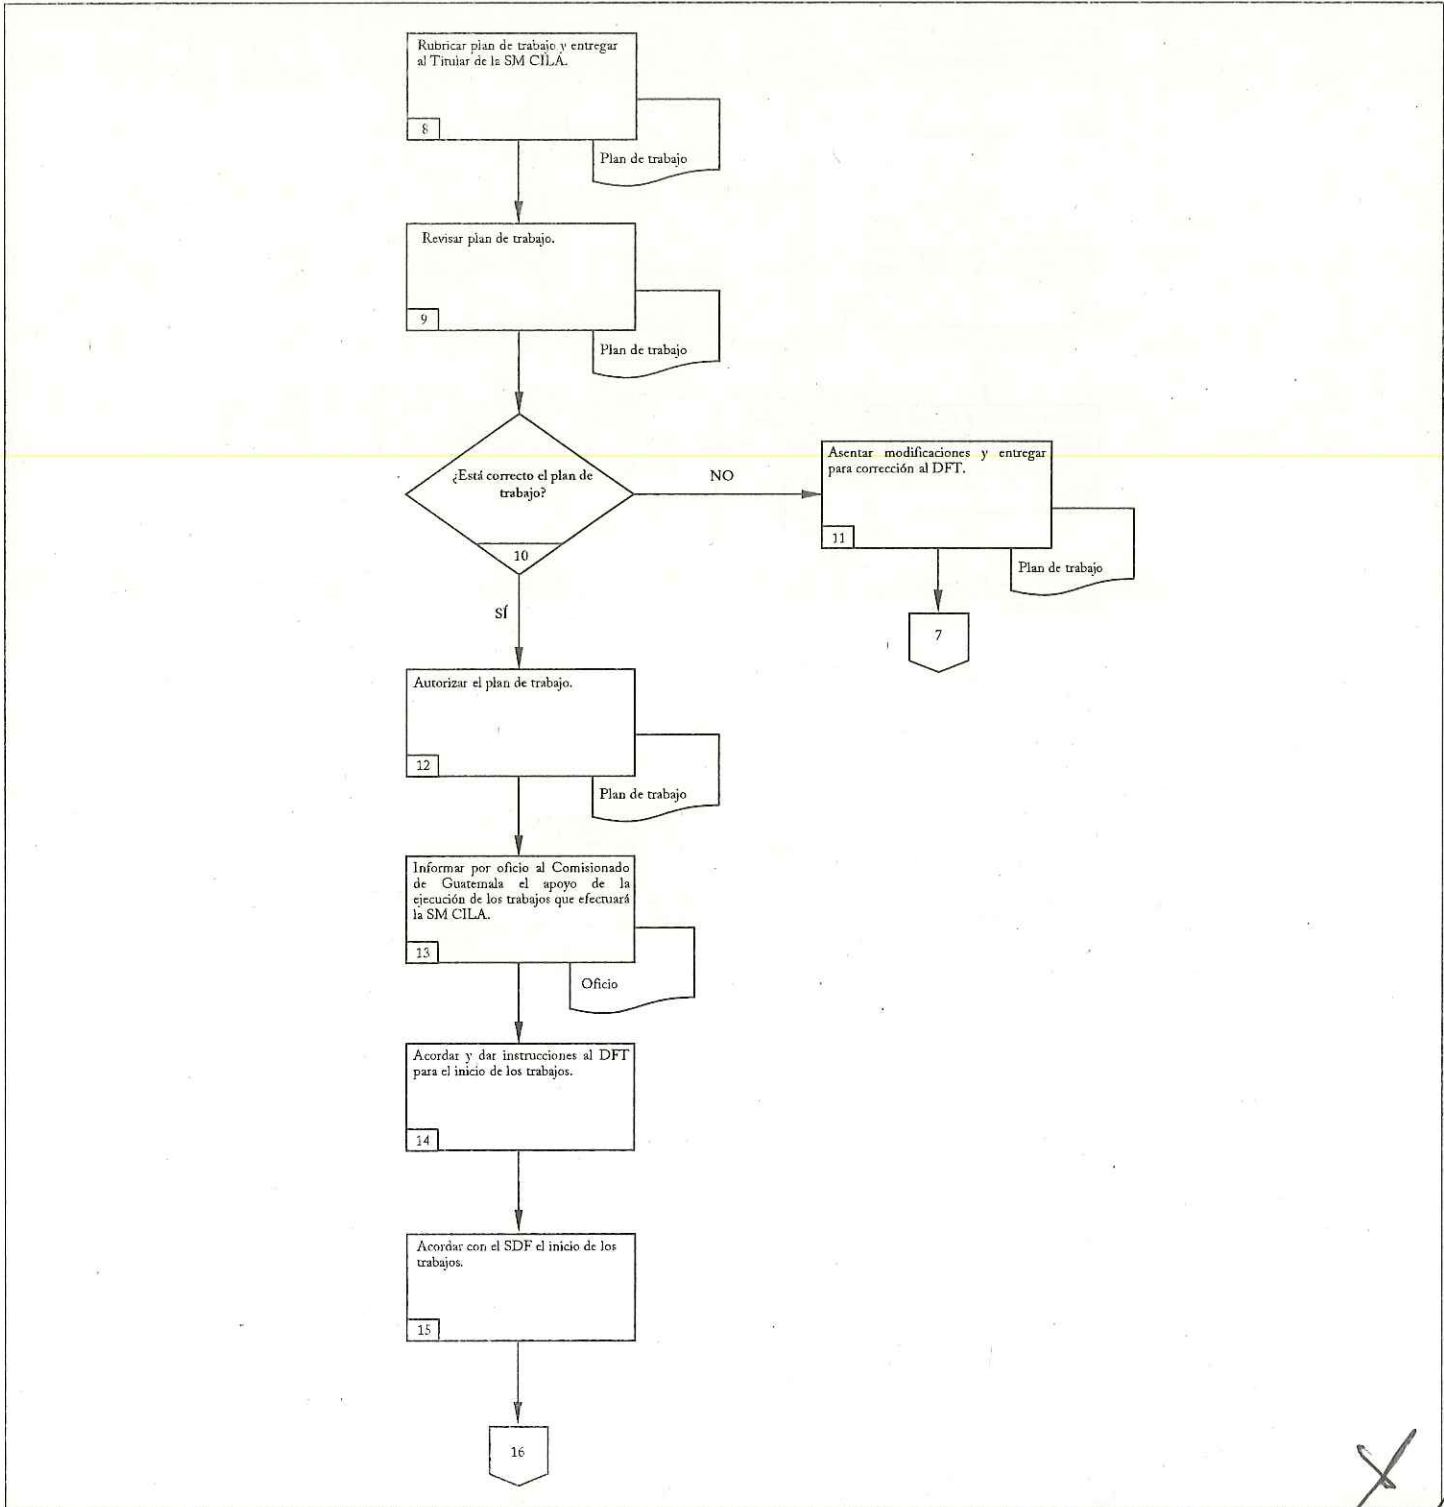 Rubricar plan de trabajo y entregar
al Titular de la SM CILA.
8
Plan de trabajo
Revisar plan de trabajo.
9
Plan de trabajo
¿Está correcto el plan de
trabajo?
10
NO
Asentar modificaciones y entregar
para corrección al DFT.
11
Plan de trabajo
7
SÍ
Autorizar el plan de trabajo.
12
Plan de trabajo
Informar por oficio al Comisionado
de Guatemala el apoyo de la
ejecución de los trabajos que efectuará
la SM CILA.
13
Oficio
Acordar y dar instrucciones al DFT
para el inicio de los trabajos.
14
Acordar con el SDF el inicio de los
trabajos.
15
16